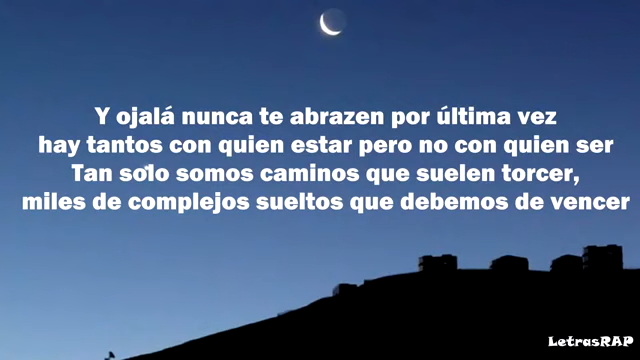 Y ojalá nunca te abrazen por última vez
hay tantos con quien estar pero no con quien ser
Tan solo somos caminos que suelen torcer,
miles de complejos sueltos que debemos de vencer
LetrasRAP